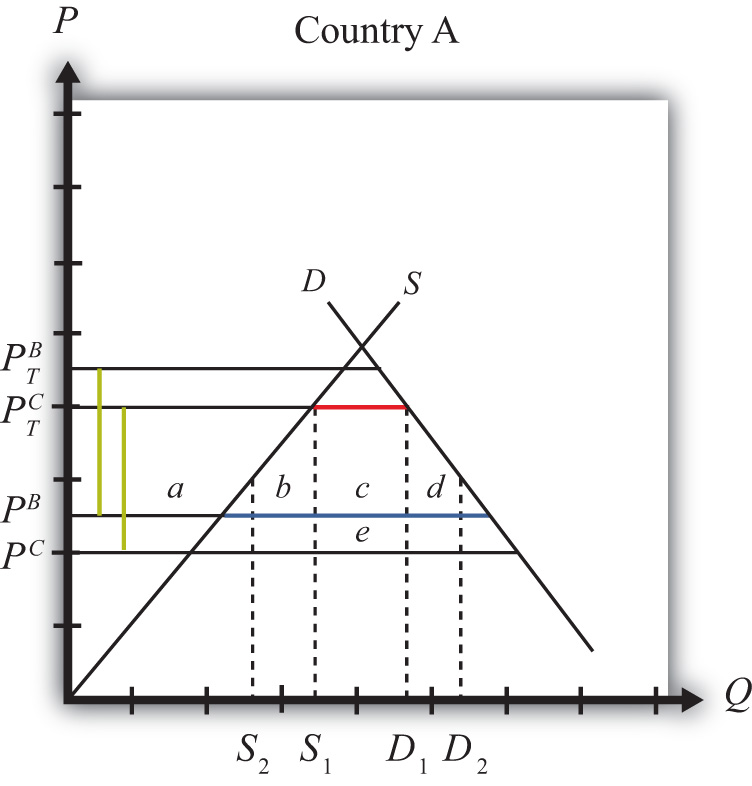 Country A
P
D S
P_T^B
P_T^C
a b c d
P^B
e
P^C
Q
S_2 S_1 D_1 D_2